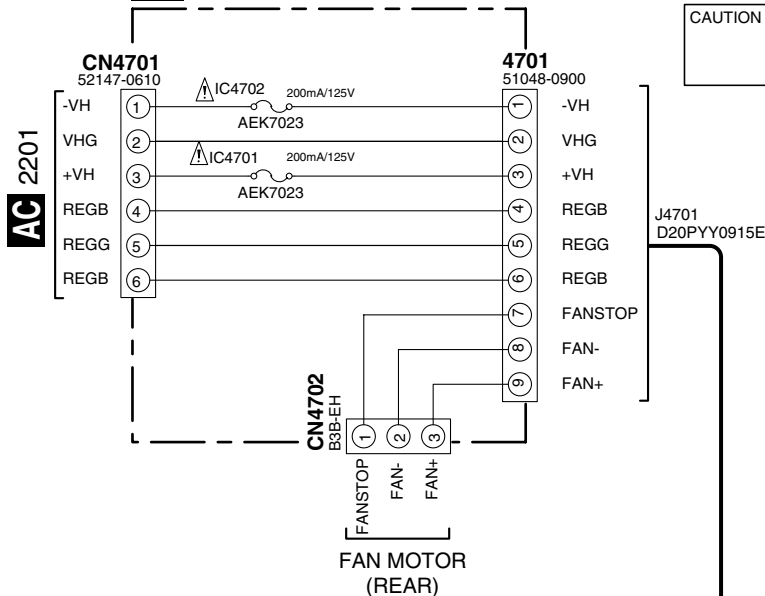 CAUTION
CN4701
52147-0610
4701
51048-0900
AC 2201
-VH
VHG
+VH
REGB
REGG
REGB
1
2
3
4
5
6
IC4702
200mA/125V
AEK7023
IC4701
200mA/125V
AEK7023
1
2
3
4
5
6
7
8
9
-VH
VHG
+VH
REGB
REGG
REGB
FANSTOP
FAN-
FAN+
J4701
D20PYY0915E
CN4702
B3B-EH
1
2
3
FANSTOP
FAN-
FAN+
FAN MOTOR
(REAR)